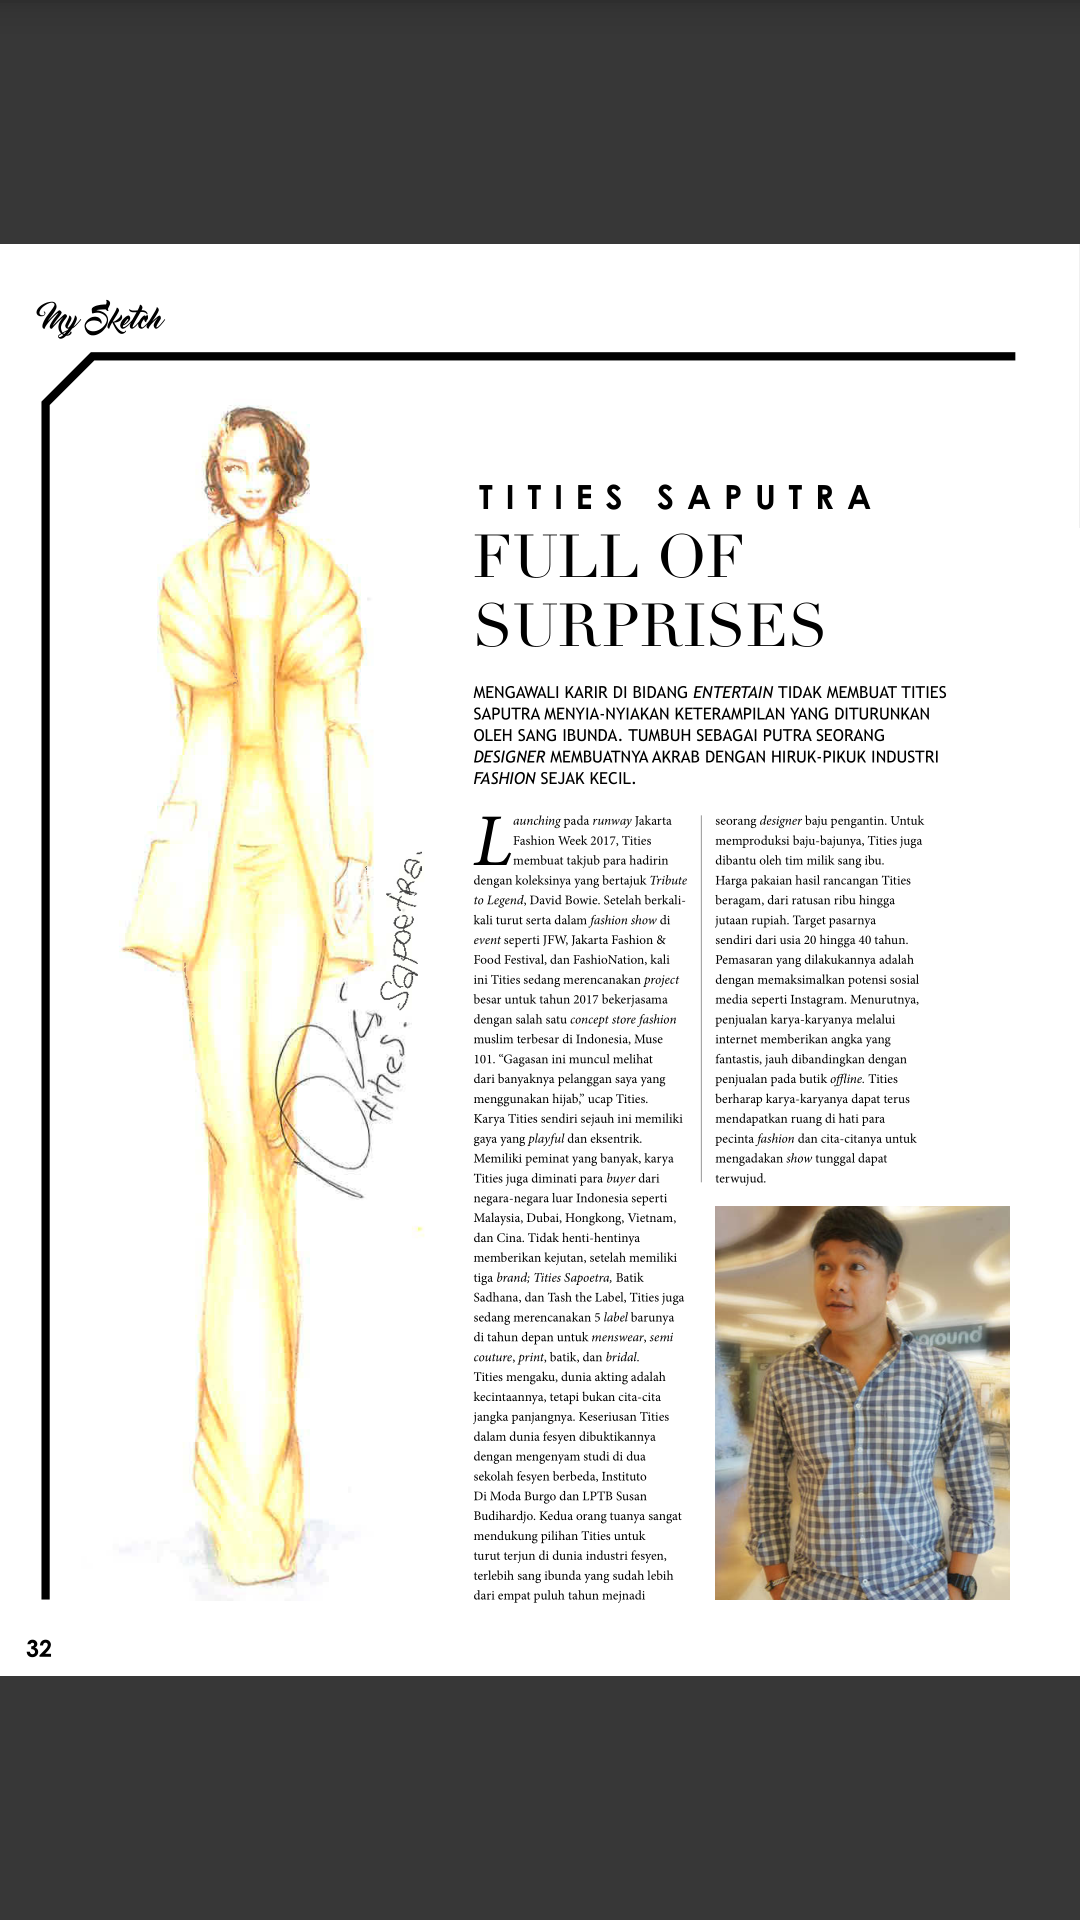 My Sketch
TITIES SAPUTRA
FULL OF
SURPRISES
MENGAWALI KARIR DI BIDANG ENTERTAIN TIDAK MEMBUAT TITIES
SAPUTRA MENYIA-NYIAKAN KETERAMPILAN YANG DITURUNKAN
OLEH SANG IBUNDA. TUMBUH SEBAGAI PUTRA SEORANG
DESIGNER MEMBUATNYA AKRAB DENGAN HIRUK-PIKUK INDUSTRI
FASHION SEJAK KECIL.
Launching pada runway Jakarta
Fashion Week 2017, Tities
membuat takjub para hadirin
dengan koleksinya yang bertajuk Tribute
to Legend, David Bowie. Setelah berkali-
kali turut serta dalam fashion show di
event seperti JFW, Jakarta Fashion &
Food Festival, dan FashioNation, kali
ini Tities sedang merencanakan project
besar untuk tahun 2017 bekerjasama
dengan salah satu concept store fashion
muslim terbesar di Indonesia, Muse
101. “Gagasan ini muncul melihat
dari banyaknya pelanggan saya yang
menggunakan hijab,” ucap Tities.
Karya Tities sendiri sejauh ini memiliki
gaya yang playful dan eksentrik.
Memiliki peminat yang banyak, karya
Tities juga diminati para buyer dari
negara-negara luar Indonesia seperti
Malaysia, Dubai, Hongkong, Vietnam,
dan Cina. Tidak henti-hentinya
memberikan kejutan, setelah memiliki
tiga brand; Tities Sapoetra, Batik
Sadhana, dan Tash the Label, Tities juga
sedang merencanakan 5 label barunya
di tahun depan untuk menswear, semi
couture, print, batik, dan bridal.
Tities mengaku, dunia akting adalah
kecintaannya, tetapi bukan cita-cita
jangka panjangnya. Keseriusan Tities
dalam dunia fesyen dibuktikannya
dengan mengenyam studi di dua
sekolah fesyen berbeda, Instituto
Di Moda Burgo dan LPTB Susan
Budihardjo. Kedua orang tuanya sangat
mendukung pilihan Tities untuk
turut terjun di dunia industri fesyen,
terlebih sang ibunda yang sudah lebih
dari empat puluh tahun mejnadi
seorang designer baju pengantin. Untuk
memproduksi baju-bajunya, Tities juga
dibantu oleh tim milik sang ibu.
Harga pakaian hasil rancangan Tities
beragam, dari ratusan ribu hingga
jutaan rupiah. Target pasarnya
sendiri dari usia 20 hingga 40 tahun.
Pemasaran yang dilakukannya adalah
dengan memaksimalkan potensi sosial
media seperti Instagram. Menurutnya,
penjualan karya-karyanya melalui
internet memberikan angka yang
fantastis, jauh dibandingkan dengan
penjualan pada butik offline. Tities
berharap karya-karyanya dapat terus
mendapatkan ruang di hati para
pecinta fashion dan cita-citanya untuk
mengadakan show tunggal dapat
terwujud.
Tities. Sapoetra.
around
32